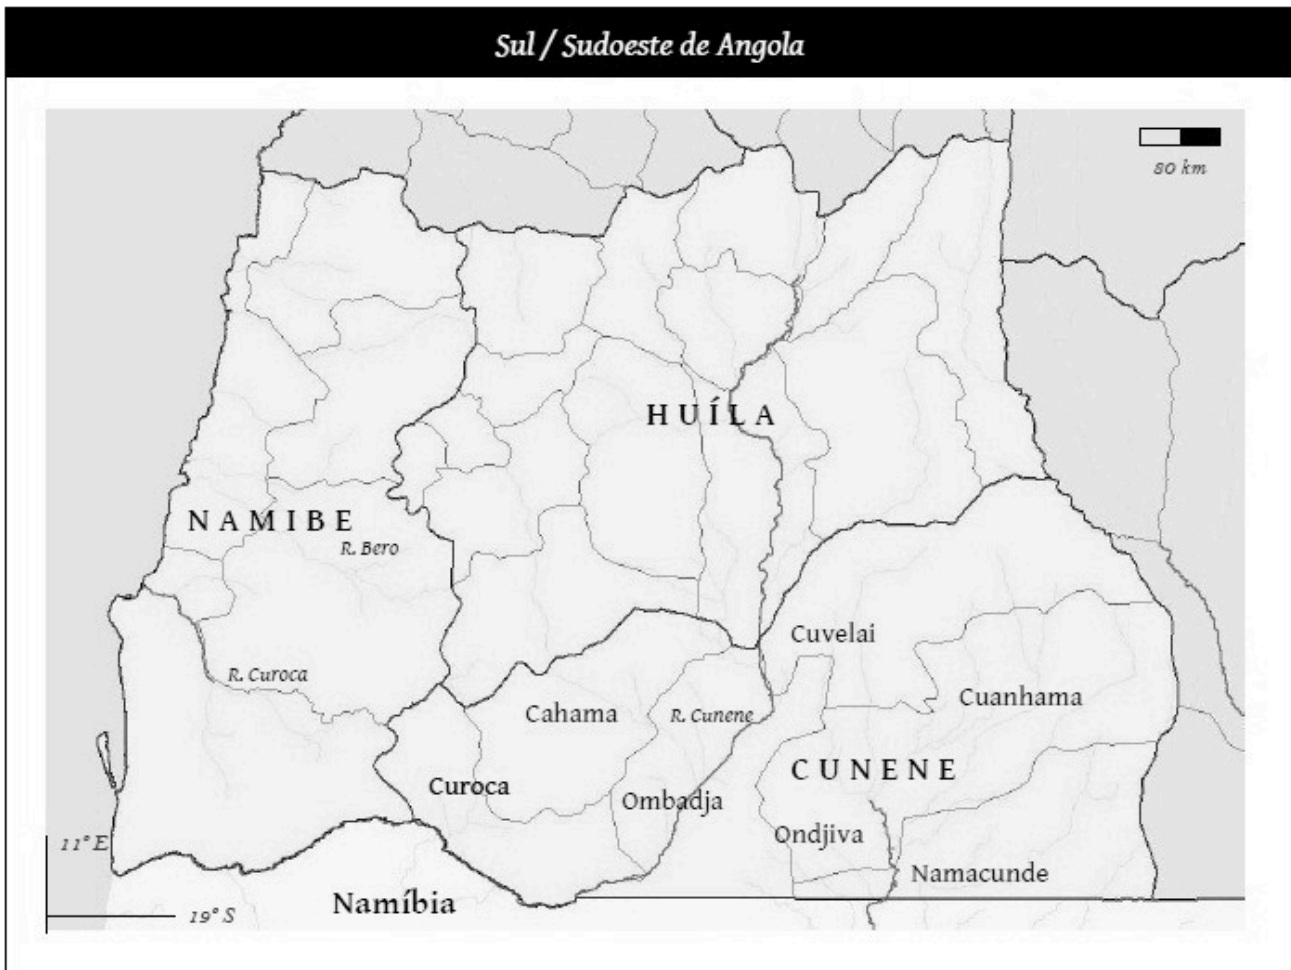 Sul / Sudoeste de Angola
80 km
HUÍLA
NAMIBE
R. Bero
Cuvelai
R. Curoca
Cuanhama
Cahama
R. Cunene
CUNENE
Curoca
Ombadja
Ondjiva
11° E
Namacunde
Namíbia
19° S